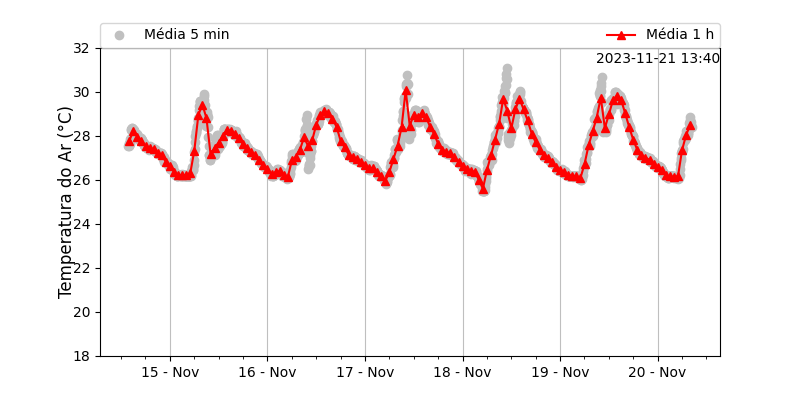 Média 5 min
Média 1 h
2023-11-21 13:40
Temperatura do Ar (°C)
32
30
28
26
24
22
20
18
15 - Nov
16 - Nov
17 - Nov
18 - Nov
19 - Nov
20 - Nov